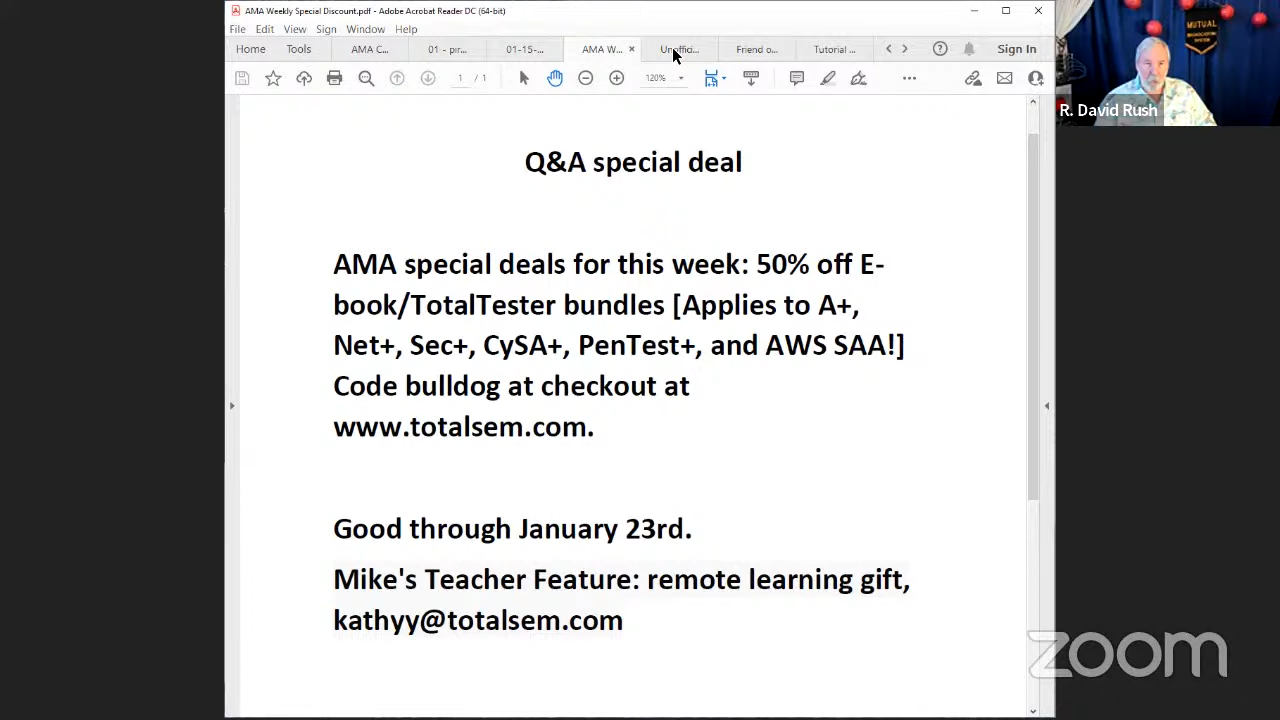 AMA Weekly Special Discount.pdf - Adobe Acrobat Reader DC (64-bit)
File Edit View Sign Window Help
Home Tools AMA C... 01 - pr... -15-... AMA W... Unoffic... Friend o... Tutorial ... Sign In
1 / 1 120%
MUTUAL
BROADCASTING
SYSTEM
R. David Rush
Q&A special deal
AMA special deals for this week: 50% off E-
book/TotalTester bundles [Applies to A+,
Net+, Sec+, CySA+, PenTest+, and AWS SAA!]
Code bulldog at checkout at
www.totalsem.com.
Good through January 23rd.
Mike's Teacher Feature: remote learning gift,
kathyy@totalsem.com
zoom